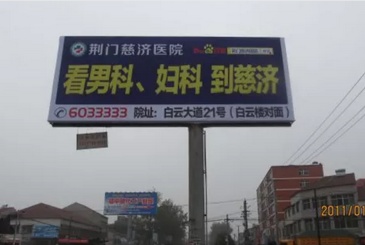 荆门慈济医院
看男科、妇科 到慈济
6033333 院址：白云大道21号（白云楼对面）
2011/01